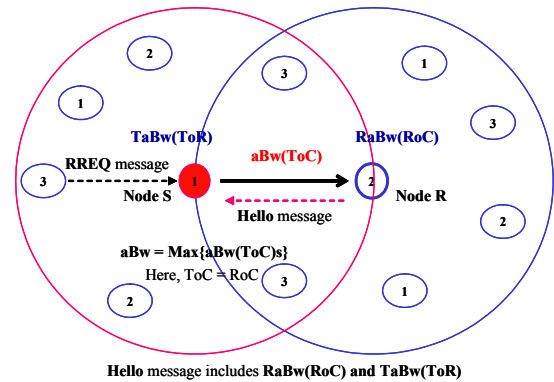 2
3
1
1
3
TaBw(ToR)
RaBw(RoC)
aBw(ToC)
RREQ message
3
1
2
Node S
Node R
Hello message
2
aBw = Max{aBw(ToC)s}
Here, ToC = RoC
3
2
1
Hello message includes RaBw(RoC) and TaBw(ToR)